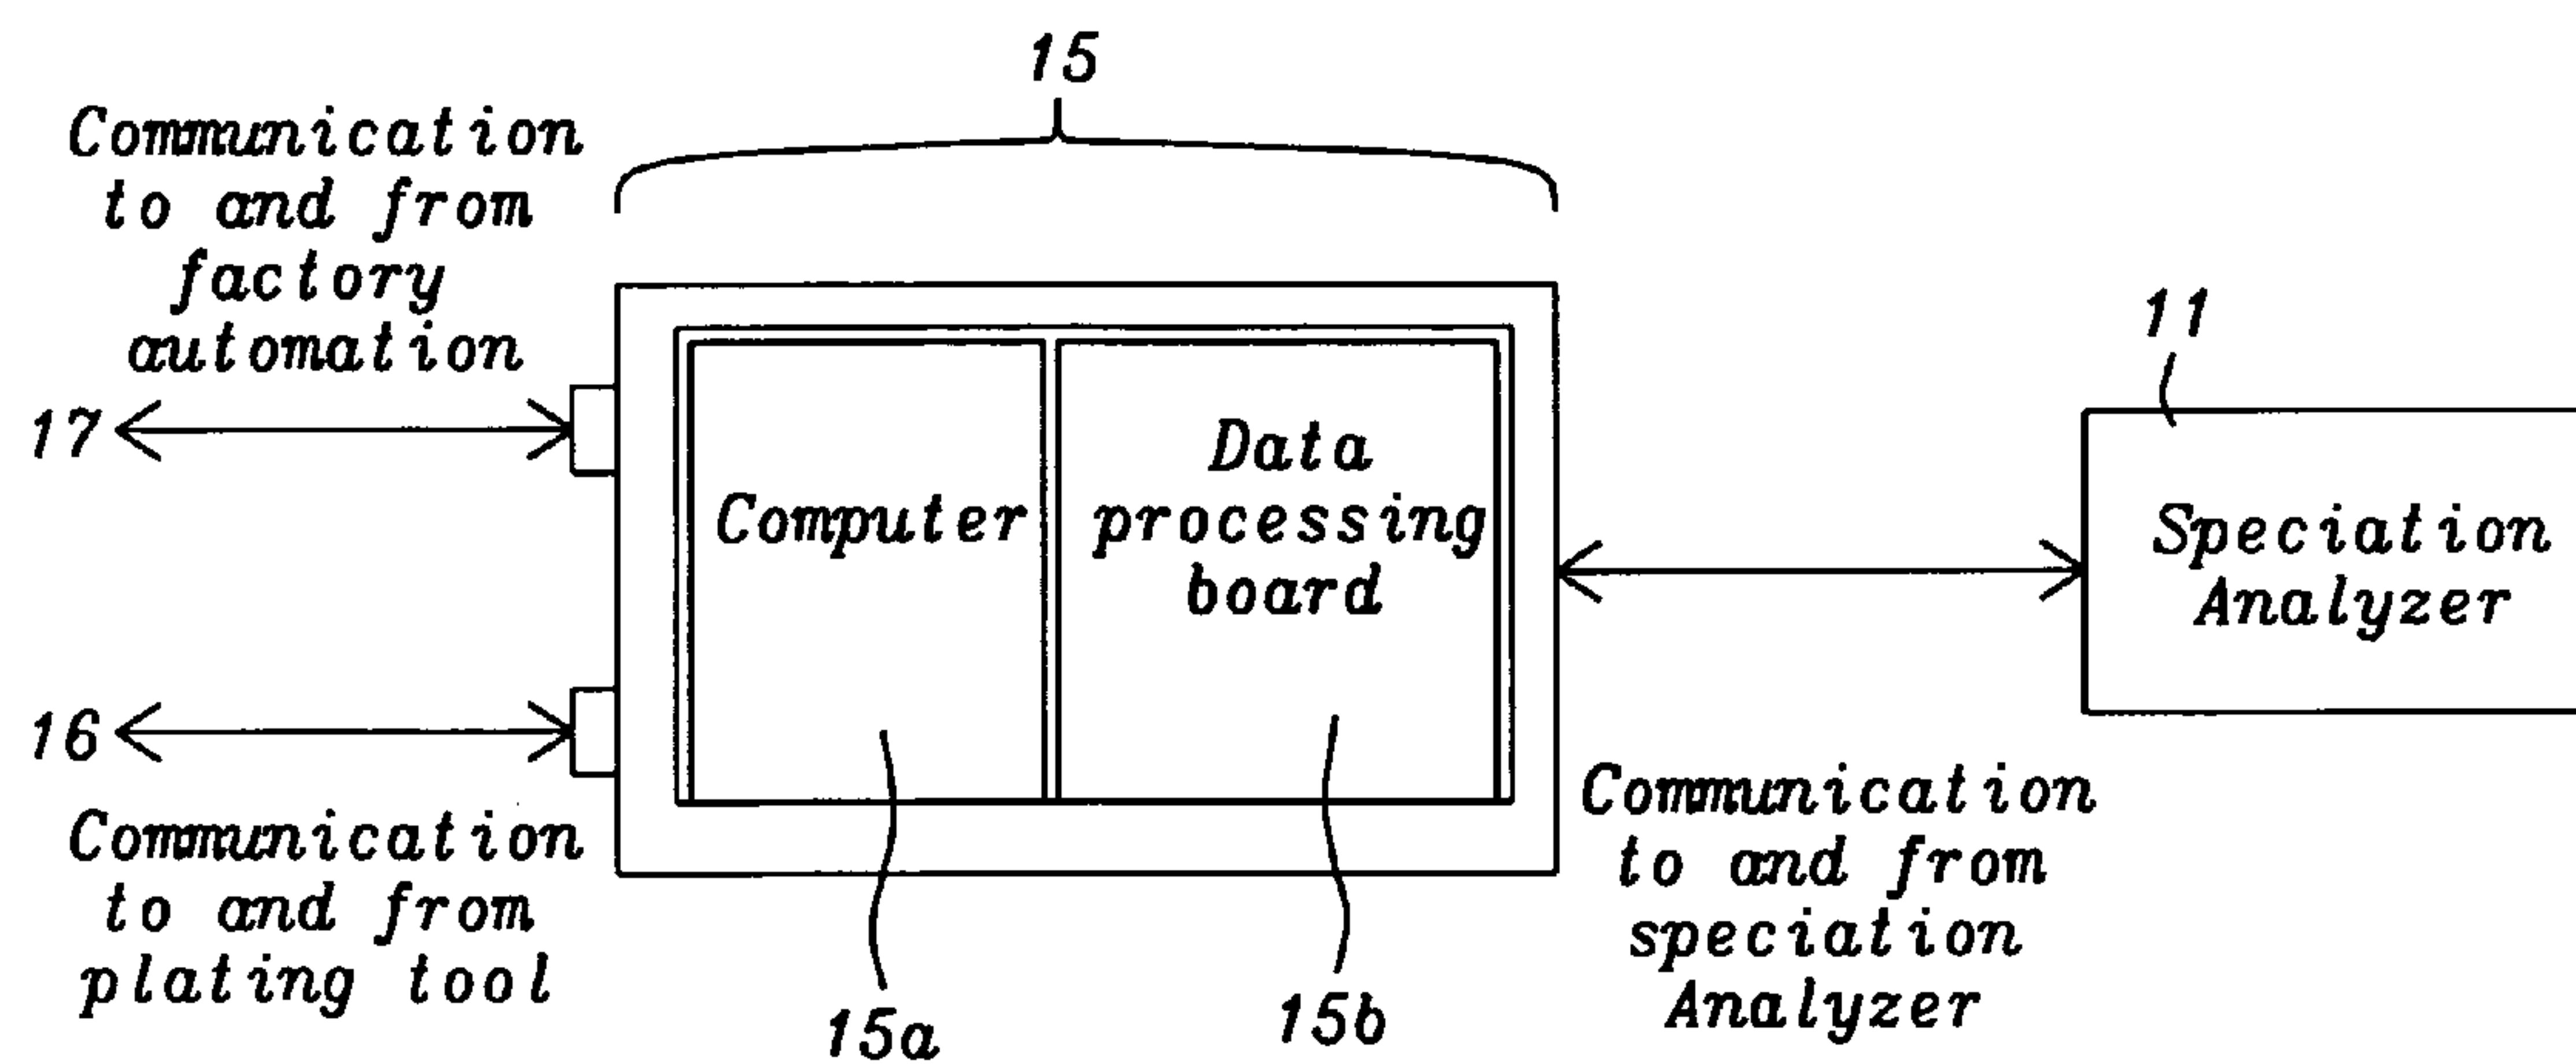 15
Communication
to and from
factory
automation
17
Computer
Data
processing
board
11
Speciation
Analyzer
16
Communication
to and from
plating tool
Communication
to and from
speciation
Analyzer
15a
15b